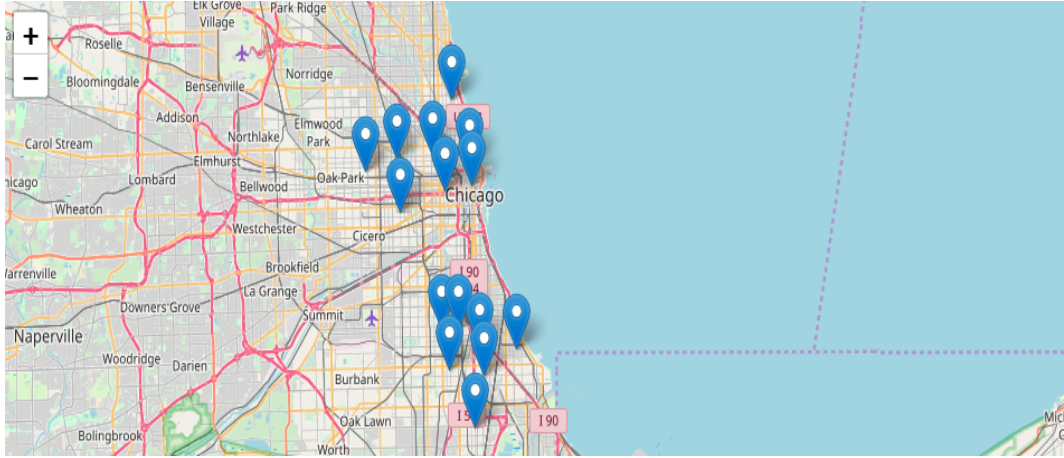 Elk Grove
Village
Park Ridge
+
Roselle
−
Norridge
Bloomingdale
Bensenville
Addison
Elmwood
Park
Northlake
Carol Stream
Elmhurst
Oak Park
Lombard
Bellwood
Chicago
Wheaton
Westchester
Cicero
Brookfield
I 90
La Grange
Downers Grove
Summit
Naperville
Woodridge
Darien
Burbank
Oak Lawn
I 90
Bolingbrook
Worth